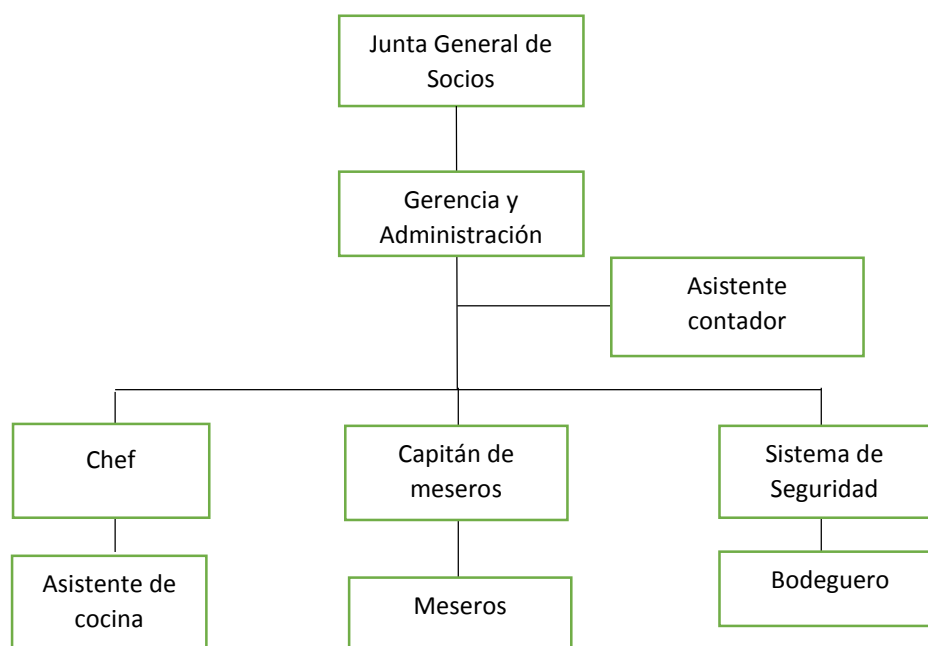 Junta General de
Socios
Gerencia y
Administración
Asistente
contador
Chef
Capitán de
meseros
Sistema de
Seguridad
Asistente de
cocina
Meseros
Bodeguero